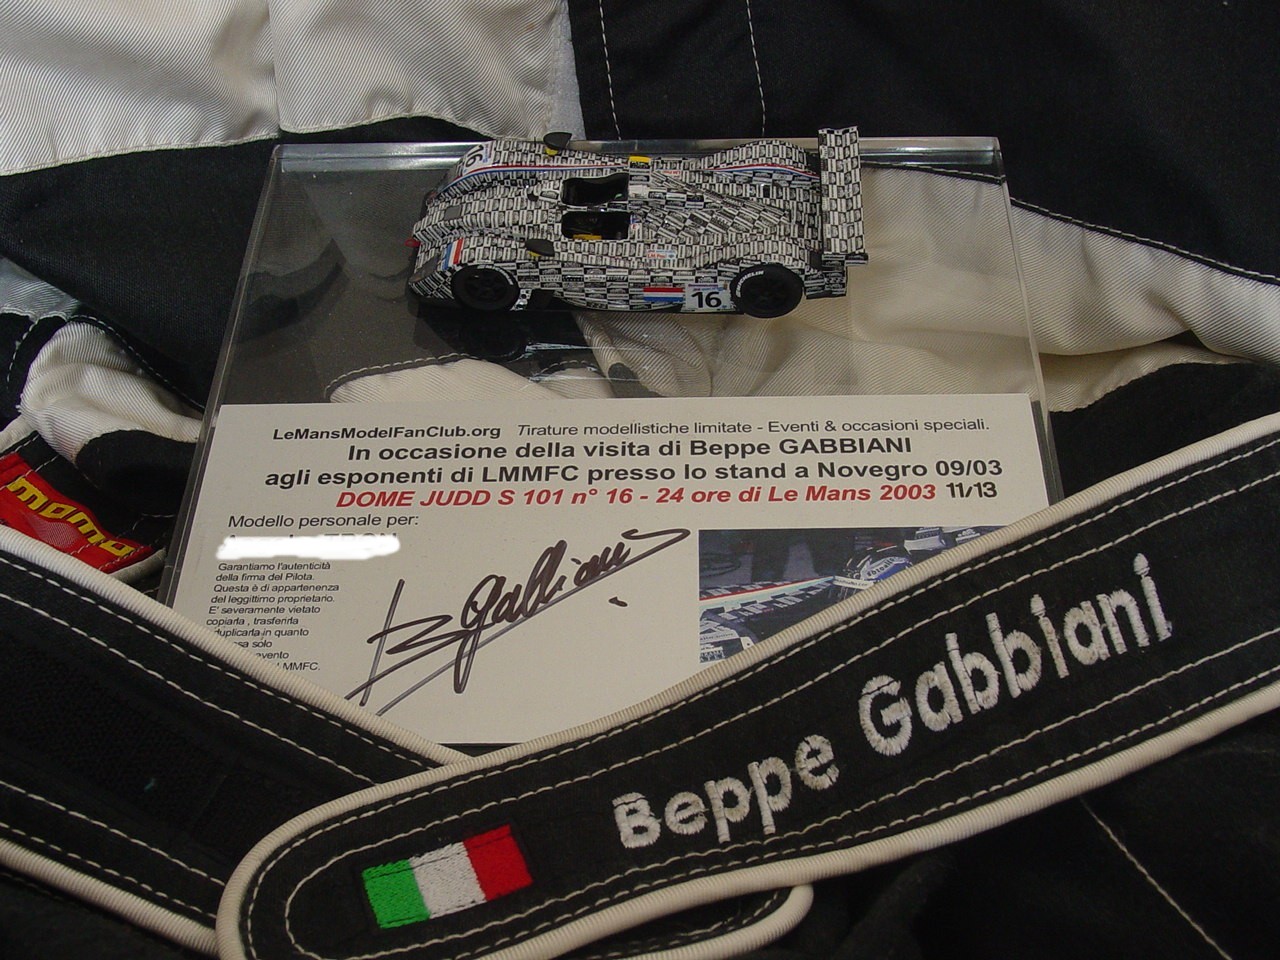 16
16
LeMansModelFanClub.org Tirature modellistiche limitate - Eventi & occasioni speciali.
In occasione della visita di Beppe GABBIANI
agli esponenti di LMMFC presso lo stand a Novegro 09/03
DOME JUDD S 101 n° 16 - 24 ore di Le Mans 2003 11/13
Modello personale per:
Garantiamo l'autenticità
della firma del Pilota.
Questa è di appartenenza
del legittimo proprietario.
E' severamente vietato
copiarla, trasferirla
duplicarla in quanto
solo
LMMFC.
B Gabbiani
momo
Beppe Gabbiani